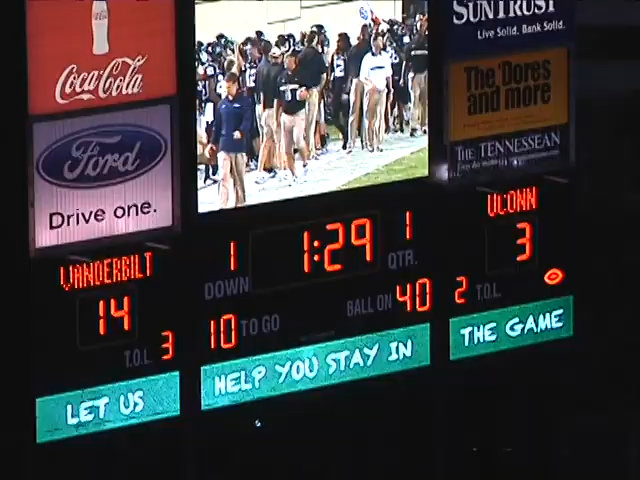 Coca-Cola
Ford
Drive one.
SUNTRUST
Live Solid. Bank Solid.
The 'Dores
and more
THE TENNESSEAN
VANDERBILT
14
T.O.L. 3
1
DOWN
1:29
1
QTR.
10 TO GO
BALL ON 40
UCONN
3
2 T.O.L.
LET US
HELP YOU STAY IN
THE GAME